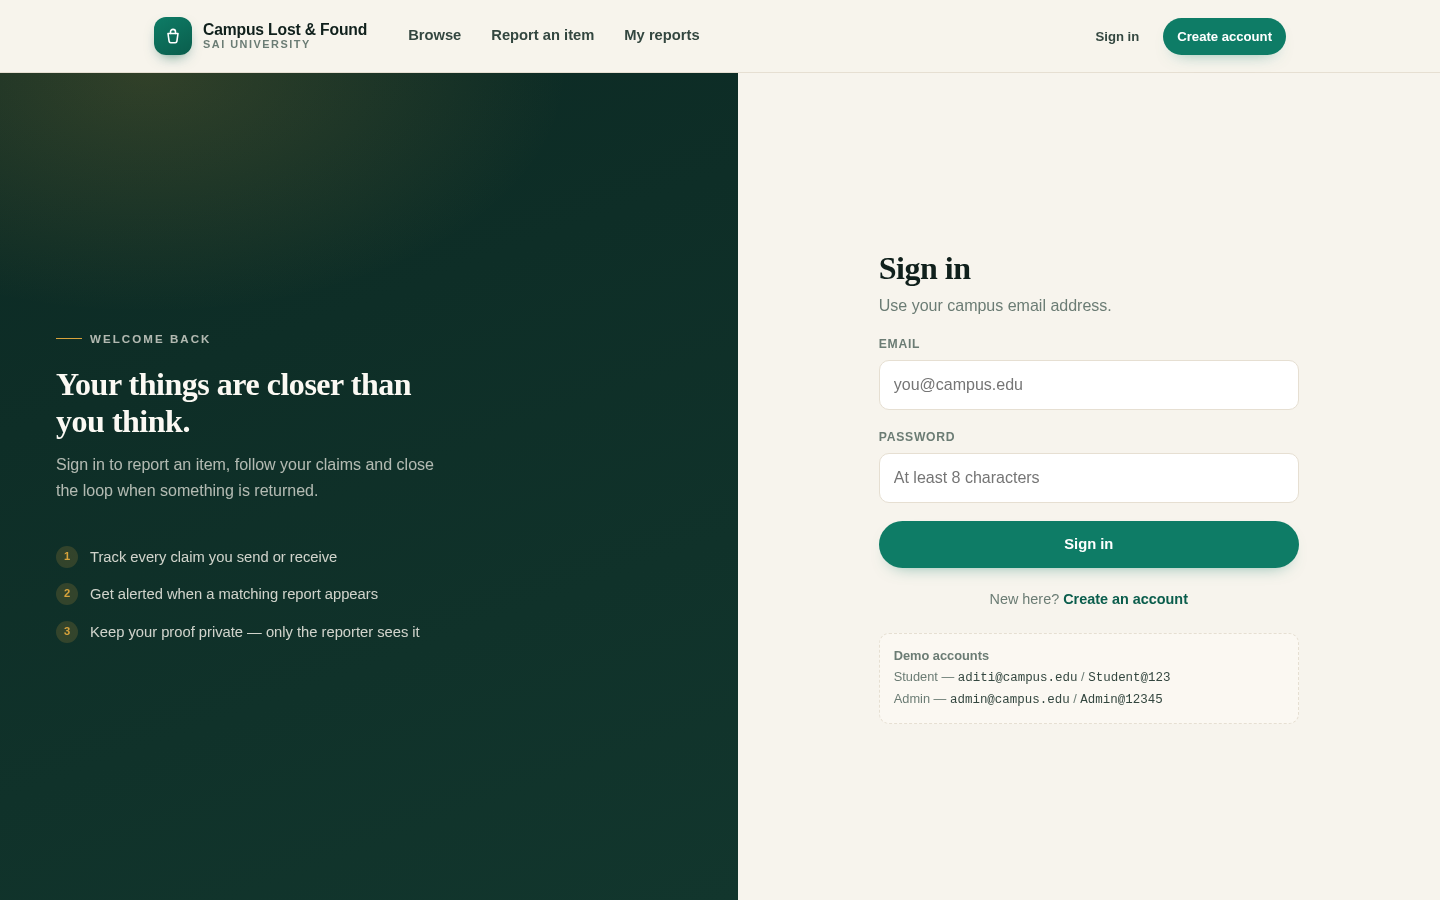 Campus Lost & Found
SAI UNIVERSITY
Browse
Report an item
My reports
Sign in
Create account
WELCOME BACK
Your things are closer than
you think.
Sign in to report an item, follow your claims and close
the loop when something is returned.
1 Track every claim you send or receive
2 Get alerted when a matching report appears
3 Keep your proof private — only the reporter sees it
Sign in
Use your campus email address.
EMAIL
you@campus.edu
PASSWORD
At least 8 characters
Sign in
New here? Create an account
Demo accounts
Student — aditi@campus.edu / Student@123
Admin — admin@campus.edu / Admin@12345